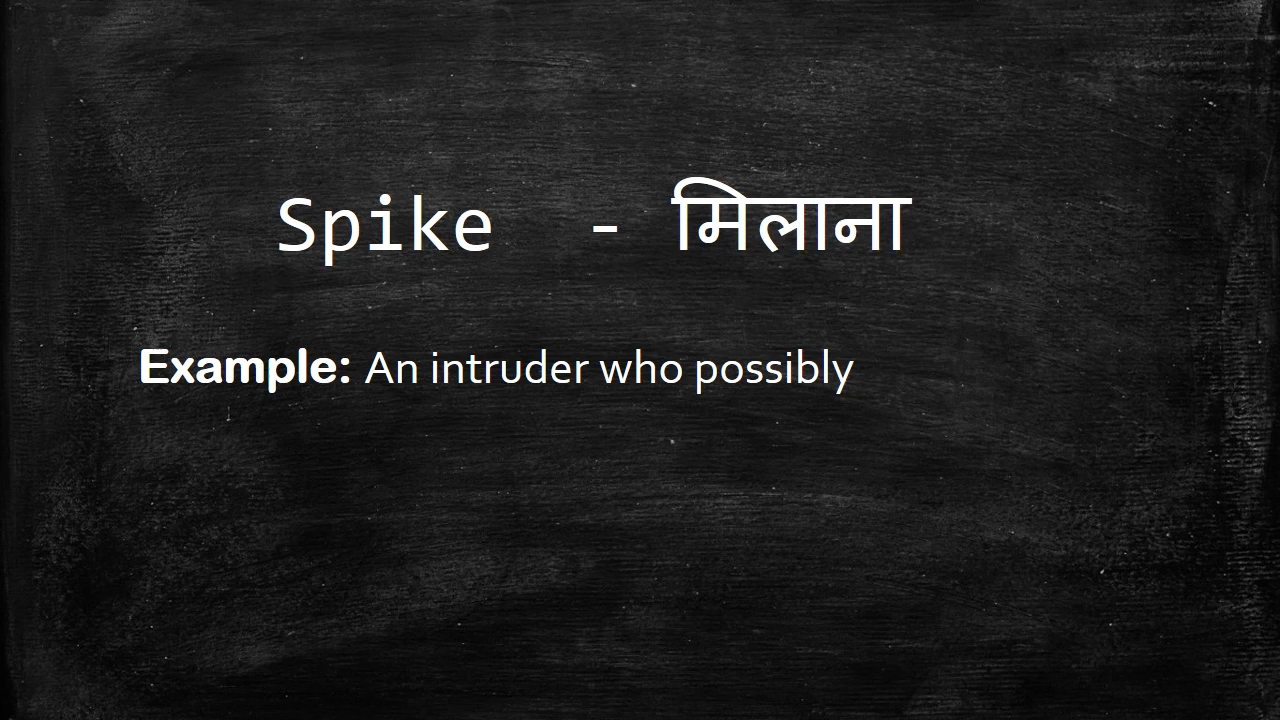 Spike - मिलाना
Example: An intruder who possibly